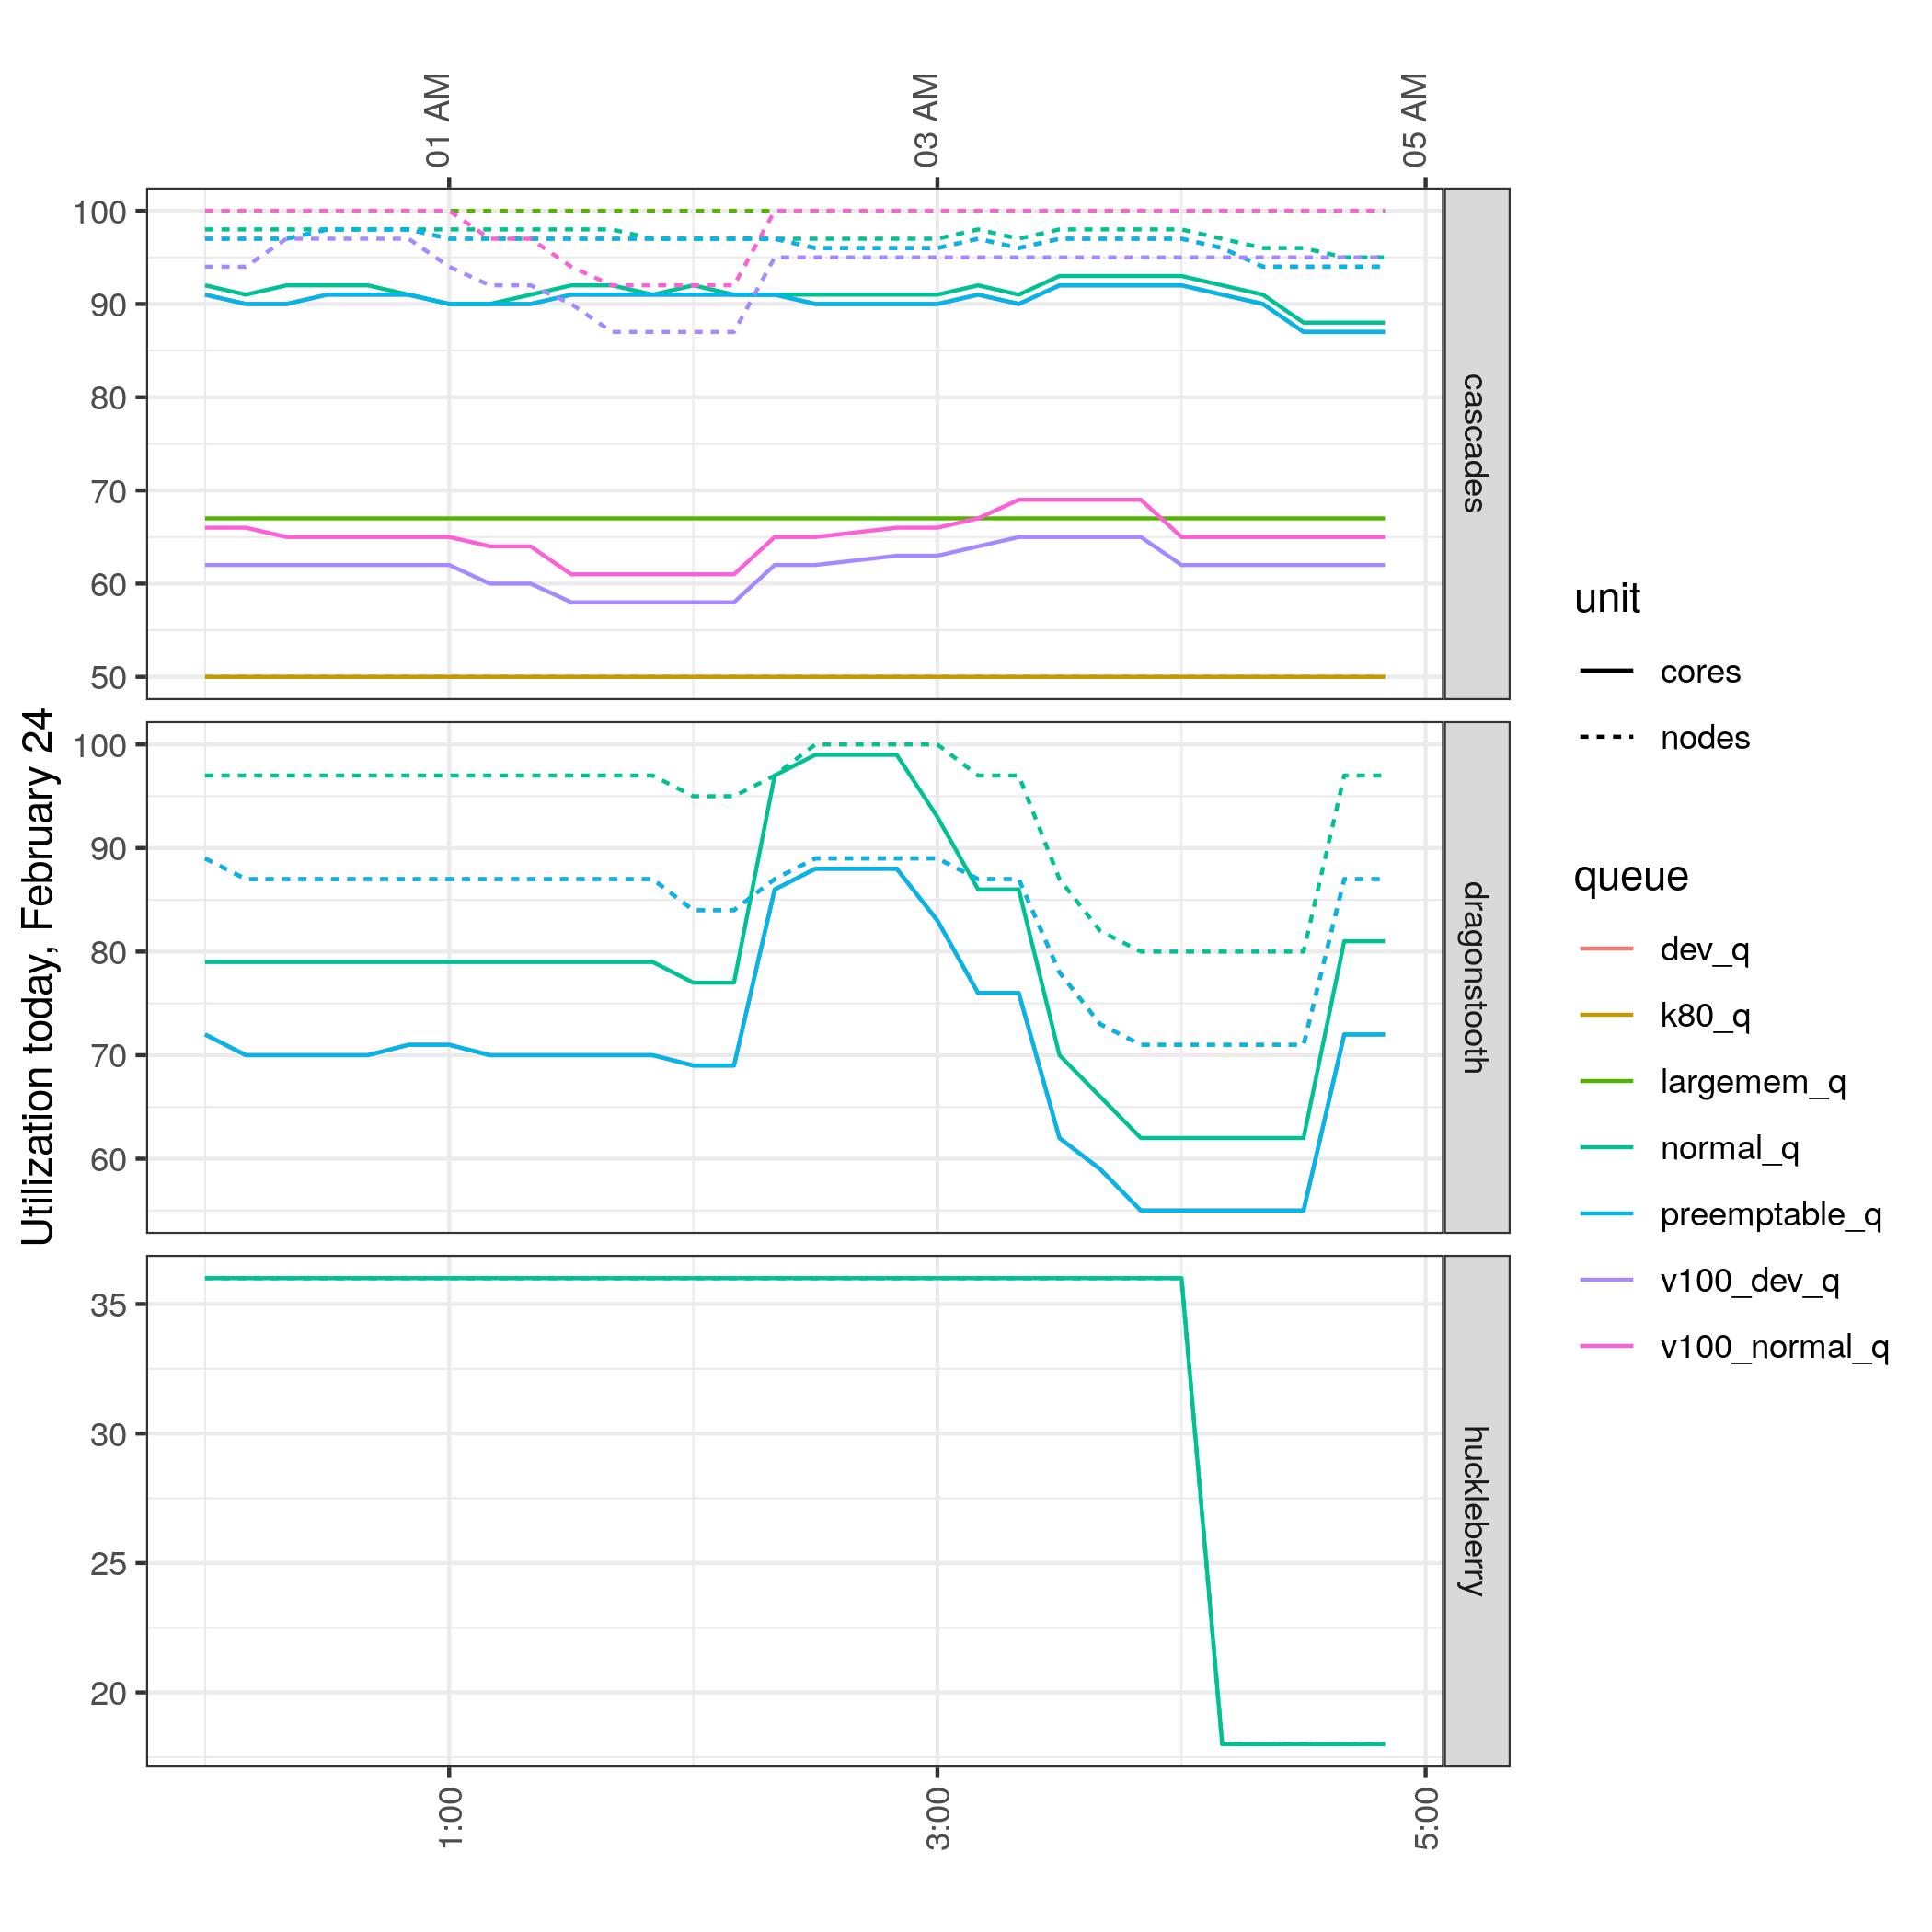 01 AM
03 AM
05 AM
Utilization today, February 24
100
90
80
70
60
50
cascades
100
90
80
70
60
dragonstooth
35
30
25
20
huckleberry
1:00
3:00
5:00
unit
cores
nodes
queue
dev_q
k80_q
largemem_q
normal_q
preemptable_q
v100_dev_q
v100_normal_q